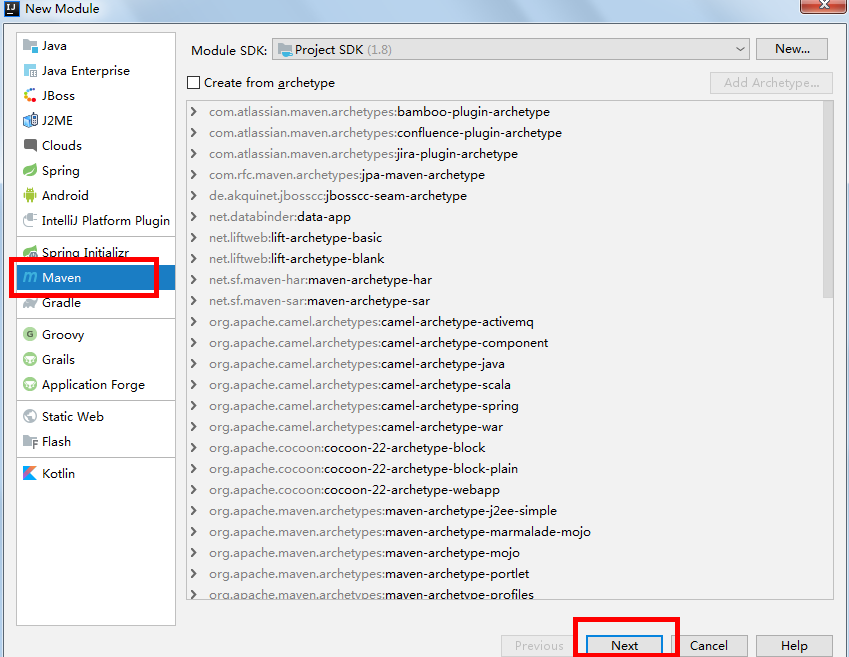 New Module
Java
Java Enterprise
JBoss
J2ME
Clouds
Spring
Android
IntelliJ Platform Plugin
Spring Initializr
Maven
Gradle
Groovy
Grails
Application Forge
Static Web
Flash
Kotlin
Module SDK: Project SDK (1.8) New...
Create from archetype Add Archetype...
com.atlassian.maven.archetypes:bamboo-plugin-archetype
com.atlassian.maven.archetypes:confluence-plugin-archetype
com.atlassian.maven.archetypes:jira-plugin-archetype
com.rfc.maven.archetypes:jpa-maven-archetype
de.akquinet.jbosscc:jbosscc-seam-archetype
net.databinder:data-app
net.liftweb:lift-archetype-basic
net.liftweb:lift-archetype-blank
net.sf.maven-har:maven-archetype-har
net.sf.maven-sar:maven-archetype-sar
org.apache.camel.archetypes:camel-archetype-activemq
org.apache.camel.archetypes:camel-archetype-component
org.apache.camel.archetypes:camel-archetype-java
org.apache.camel.archetypes:camel-archetype-scala
org.apache.camel.archetypes:camel-archetype-spring
org.apache.camel.archetypes:camel-archetype-war
org.apache.cocoon:cocoon-22-archetype-block
org.apache.cocoon:cocoon-22-archetype-block-plain
org.apache.cocoon:cocoon-22-archetype-webapp
org.apache.maven.archetypes:maven-archetype-j2ee-simple
org.apache.maven.archetypes:maven-archetype-marmalade-mojo
org.apache.maven.archetypes:maven-archetype-mojo
org.apache.maven.archetypes:maven-archetype-portlet
org.apache.maven.archetypes:maven-archetype-profiles
Previous Next Cancel Help